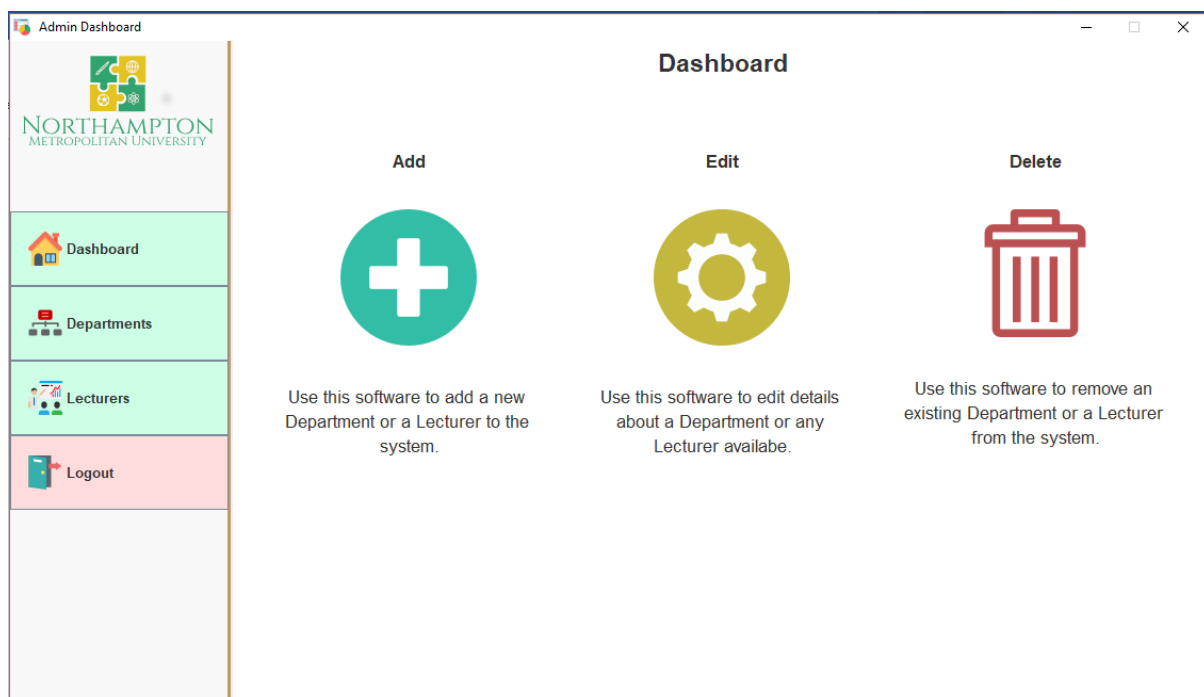 Admin Dashboard
NORTHAMPTON
METROPOLITAN UNIVERSITY
Dashboard
Departments
Lecturers
Logout
Dashboard
Add
Use this software to add a new
Department or a Lecturer to the
system.
Edit
Use this software to edit details
about a Department or any
Lecturer availabe.
Delete
Use this software to remove an
existing Department or a Lecturer
from the system.